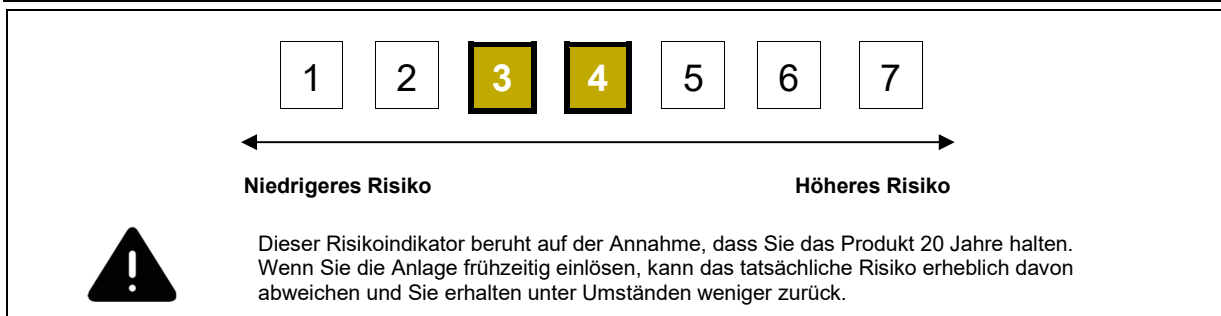 1 2 3 4 5 6 7
Niedrigeres Risiko Höheres Risiko
Dieser Risikoindikator beruht auf der Annahme, dass Sie das Produkt 20 Jahre halten.
Wenn Sie die Anlage frühzeitig einlösen, kann das tatsächliche Risiko erheblich davon
abweichen und Sie erhalten unter Umständen weniger zurück.